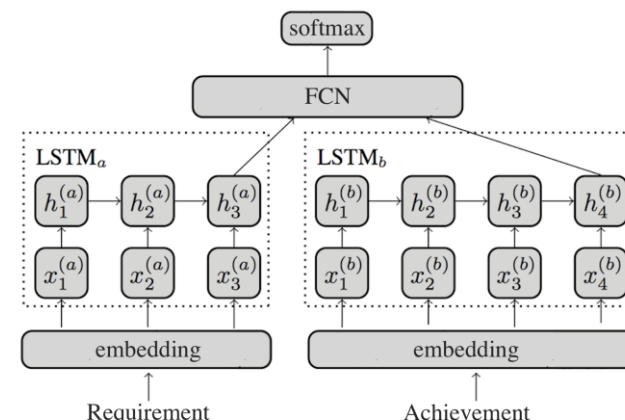 softmax
FCN
LSTMₐ LSTM_b
h₁⁽ᵃ⁾ h₂⁽ᵃ⁾ h₃⁽ᵃ⁾ h₁⁽ᵇ⁾ h₂⁽ᵇ⁾ h₃⁽ᵇ⁾ h₄⁽ᵇ⁾
x₁⁽ᵃ⁾ x₂⁽ᵃ⁾ x₃⁽ᵃ⁾ x₁⁽ᵇ⁾ x₂⁽ᵇ⁾ x₃⁽ᵇ⁾ x₄⁽ᵇ⁾
embedding embedding
Requirement Achievement